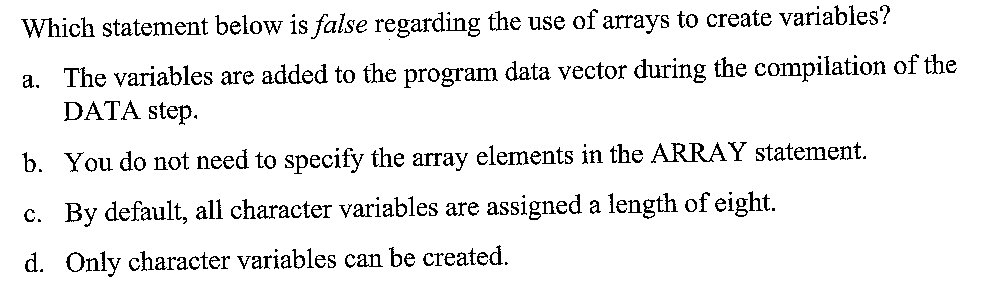 Which statement below is false regarding the use of arrays to create variables?
a. The variables are added to the program data vector during the compilation of the
DATA step.
b. You do not need to specify the array elements in the ARRAY statement.
c. By default, all character variables are assigned a length of eight.
d. Only character variables can be created.